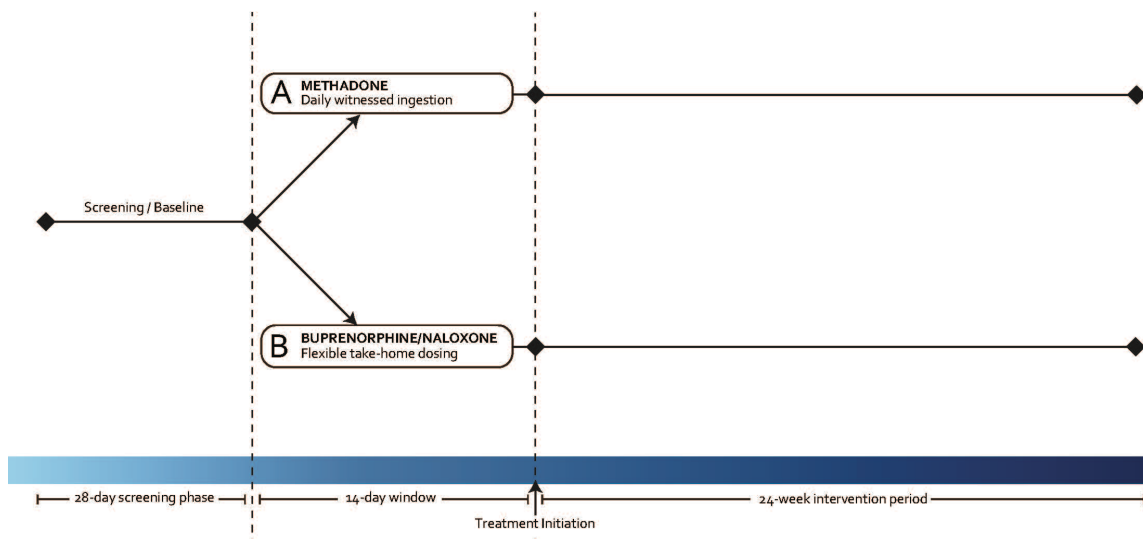 A METHADONE
Daily witnessed ingestion
Screening / Baseline
B BUPRENORPHINE/NALOXONE
Flexible take-home dosing
28-day screening phase
14-day window
24-week intervention period
Treatment Initiation